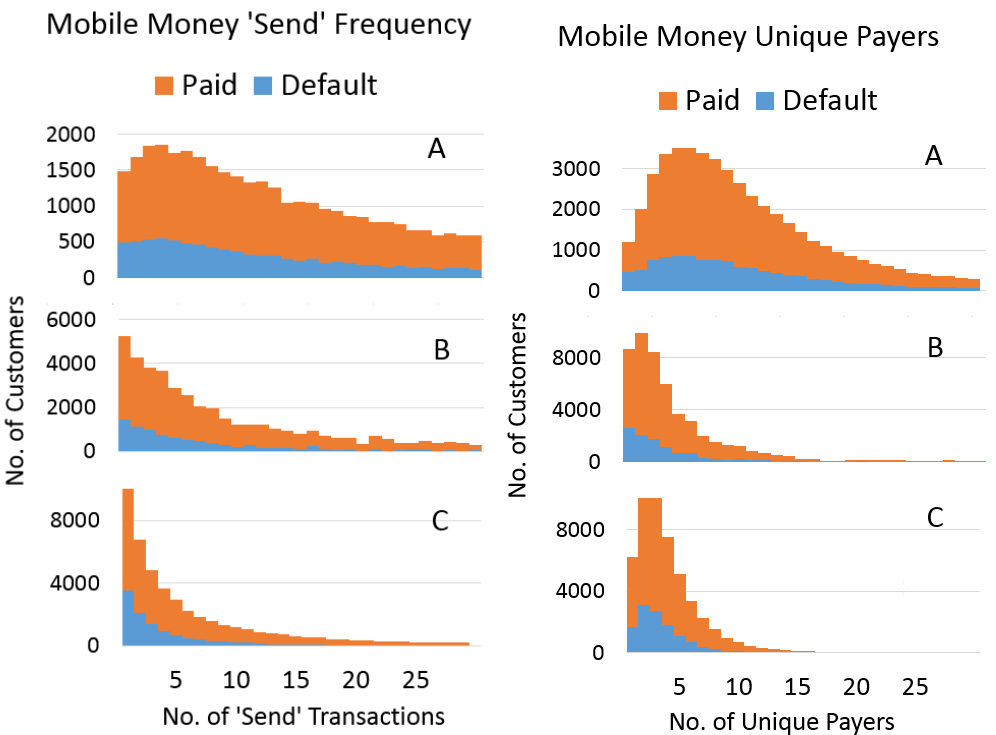 Mobile Money 'Send' Frequency
Paid Default
2000
A
1500
1000
500
0
6000
B
4000
2000
0
8000
C
4000
0
5 10 15 20 25
No. of 'Send' Transactions
No. of Customers
Mobile Money Unique Payers
Paid Default
A
3000
2000
1000
0
B
8000
4000
0
C
8000
4000
0
5 10 15 20 25
No. of Unique Payers
No. of Customers